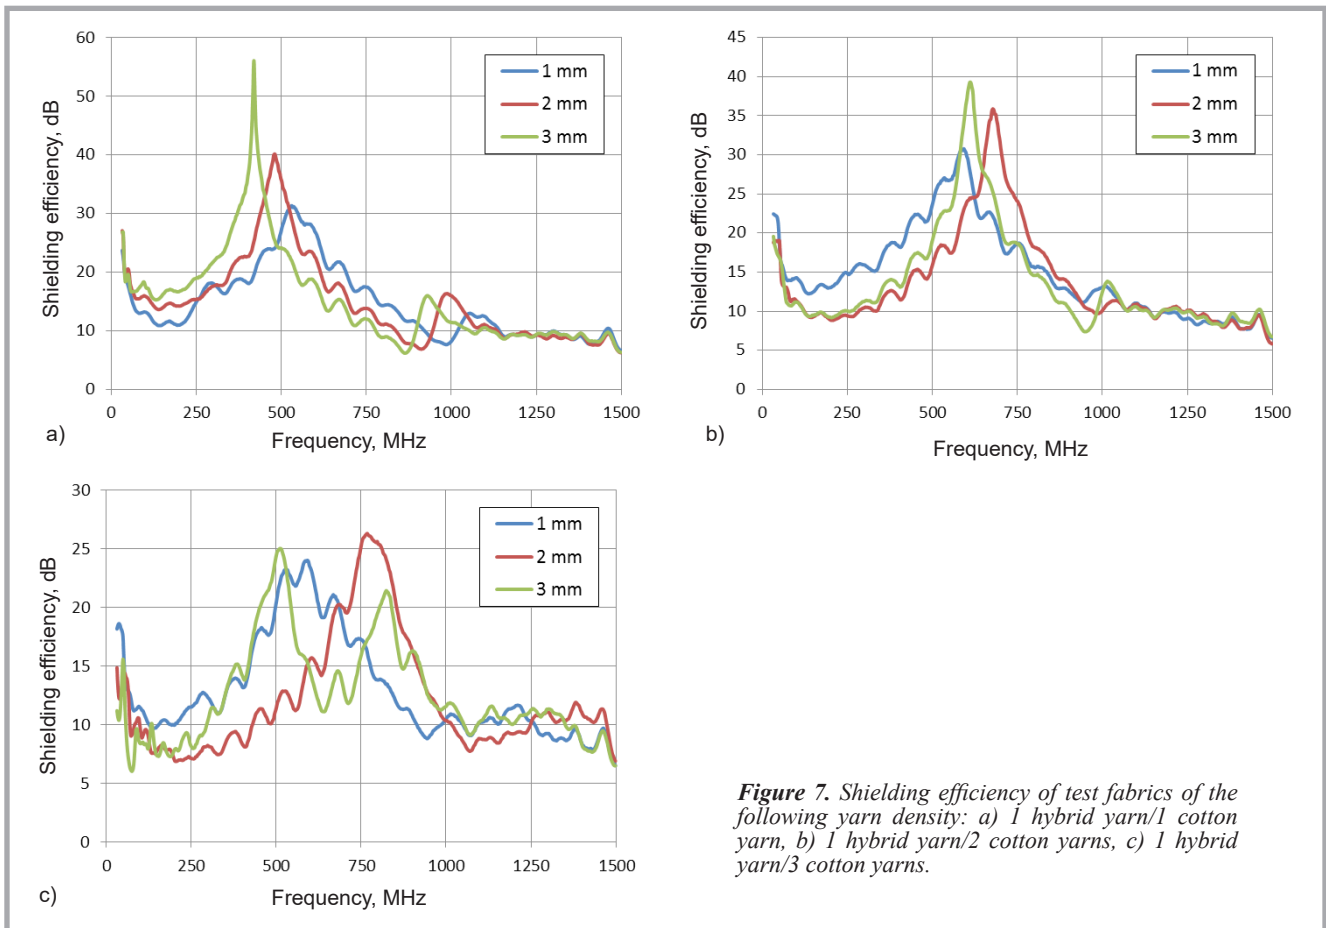 60
50
40
30
20
10
0
Shielding efficiency, dB
1 mm
2 mm
3 mm
0 250 500 750 1000 1250 1500
a)
Frequency, MHz
45
40
35
30
25
20
15
10
5
0
Shielding efficiency, dB
1 mm
2 mm
3 mm
0 250 500 750 1000 1250 1500
b)
Frequency, MHz
30
25
20
15
10
5
0
Shielding efficiency, dB
1 mm
2 mm
3 mm
0 250 500 750 1000 1250 1500
c)
Frequency, MHz
Figure 7. Shielding efficiency of test fabrics of the
following yarn density: a) 1 hybrid yarn/1 cotton
yarn, b) 1 hybrid yarn/2 cotton yarns, c) 1 hybrid
yarn/3 cotton yarns.